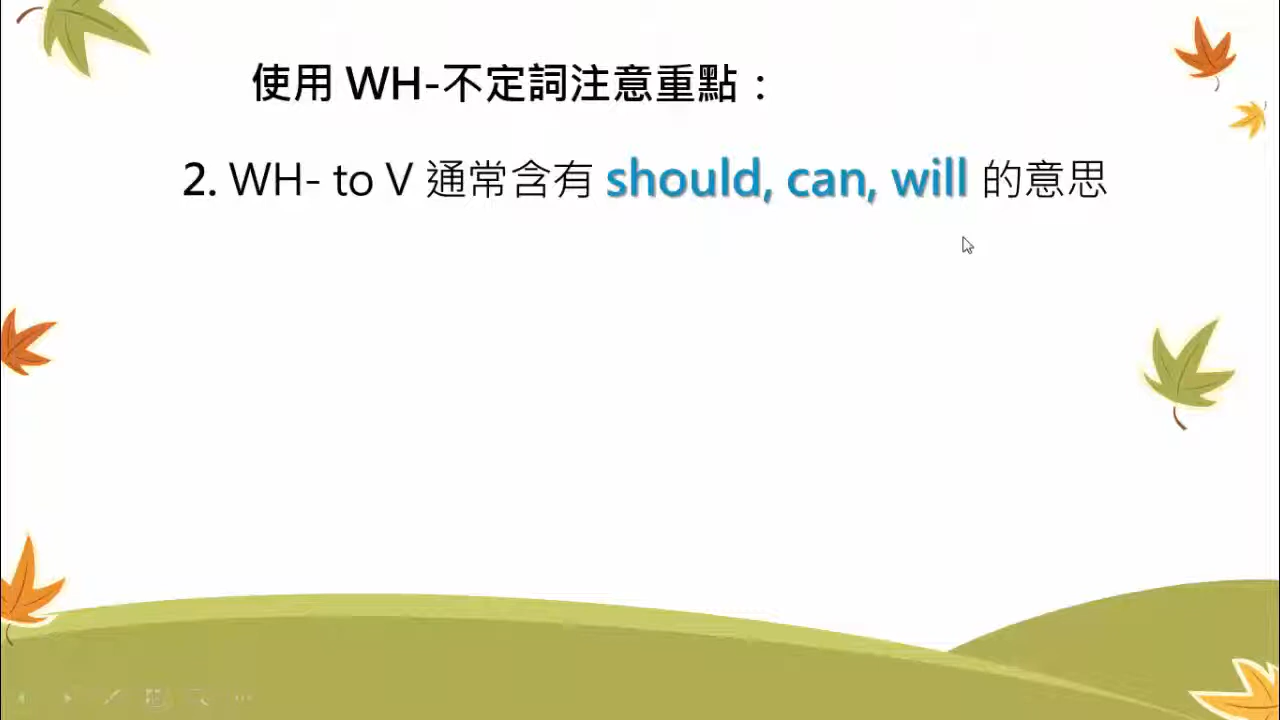 使用 WH-不定詞注意重點：
2. WH- to V 通常含有 should, can, will 的意思